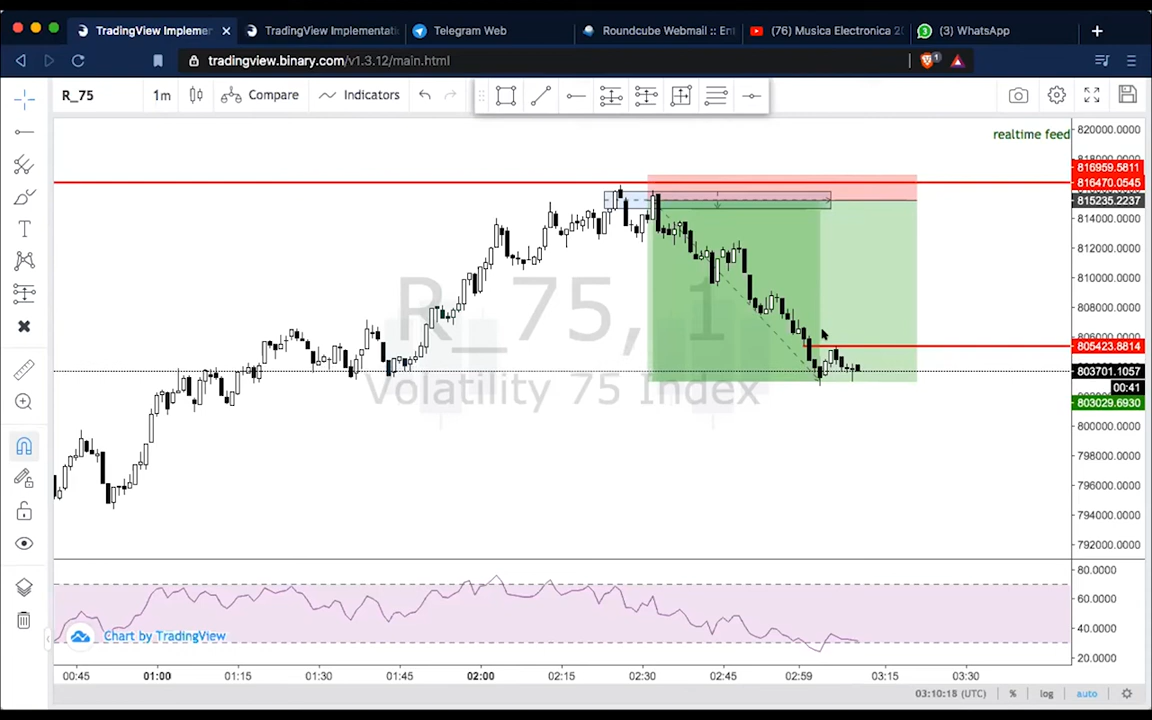 TradingView Implemen
TradingView Implementati
Telegram Web
Roundcube Webmail :: Ent
(76) Musica Electronica 20
(3) WhatsApp
tradingview.binary.com/v1.3.12/main.html
1
R_75
1m
Compare
Indicators
realtime feed
820000.0000
816959.5811
816470.0545
815235.2237
814000.0000
812000.0000
810000.0000
808000.0000
805423.8814
803701.1057
00:41
803029.6930
800000.0000
798000.0000
796000.0000
794000.0000
792000.0000
R_75, 1
Volatility 75 Index
80.0000
60.0000
40.0000
20.0000
Chart by TradingView
00:45
01:00
01:15
01:30
01:45
02:00
02:15
02:30
02:45
02:59
03:15
03:30
03:10:18 (UTC)
%
log
auto